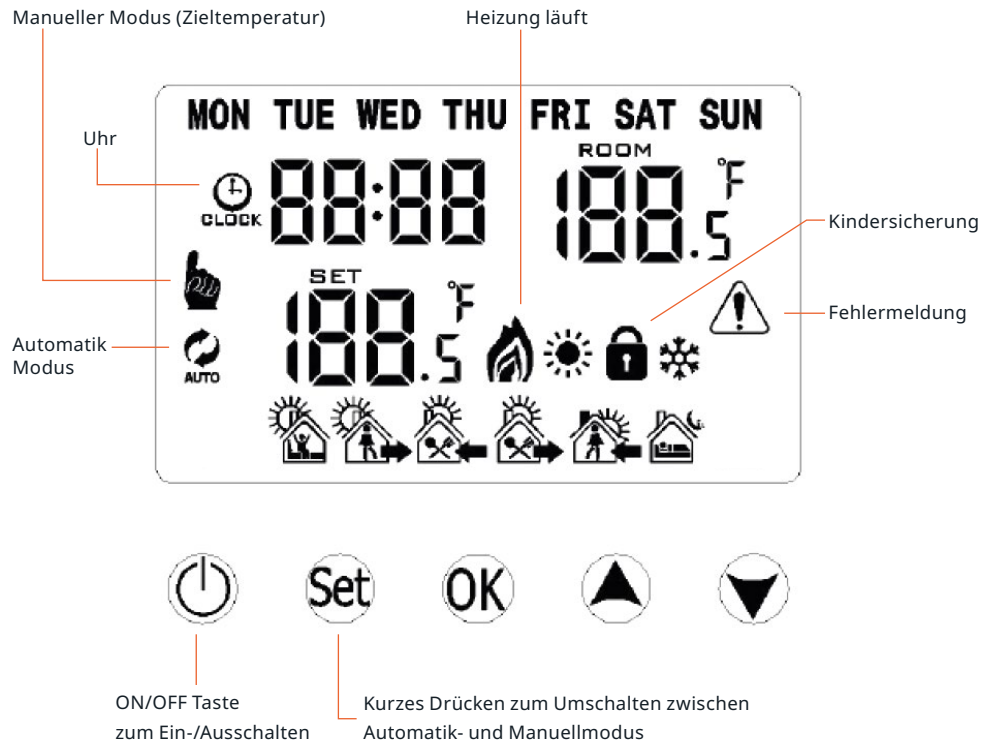 Manueller Modus (Zieltemperatur)
Heizung läuft
MON TUE WED THU FRI SAT SUN
Uhr
ROOM
CLOCK
88:88
188.5 °F
Kindersicherung
SET
188.5 °F
Fehlermeldung
Automatik
Modus
AUTO
Set
OK
ON/OFF Taste
zum Ein-/Ausschalten
Kurzes Drücken zum Umschalten zwischen
Automatik- und Manuellmodus